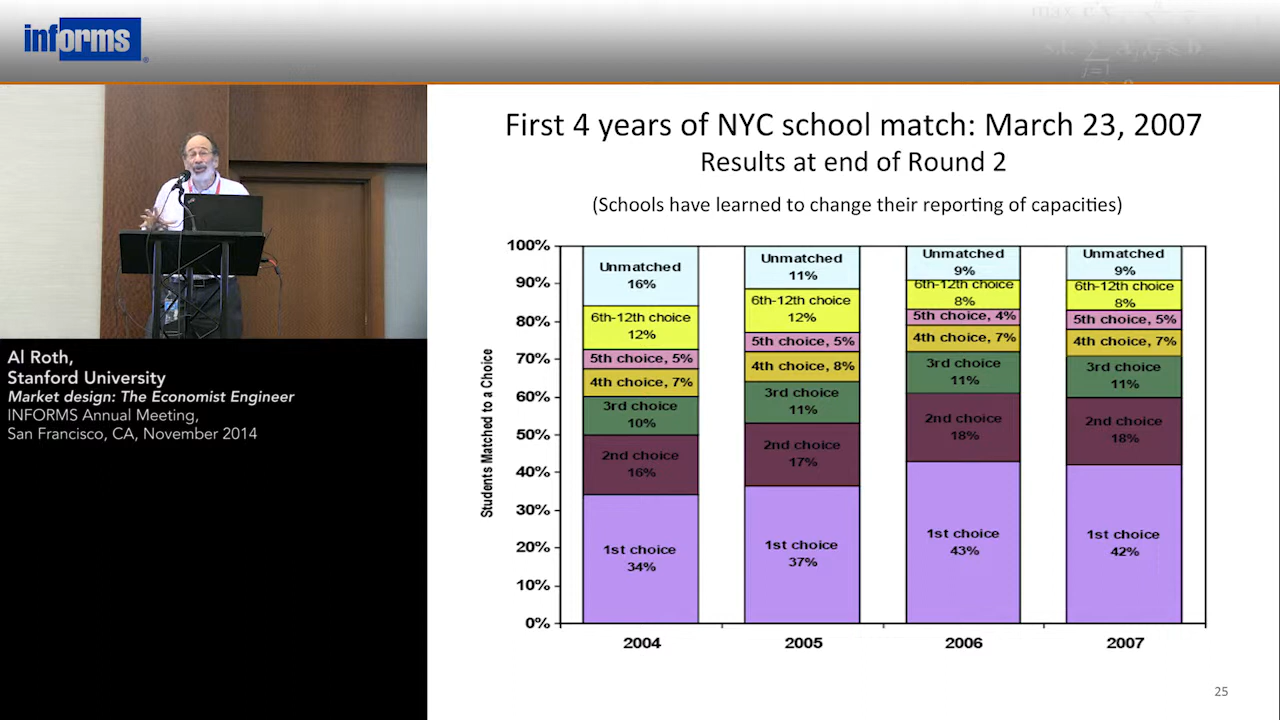 informs
Al Roth,
Stanford University
Market design: The Economist Engineer
INFORMS Annual Meeting,
San Francisco, CA, November 2014
First 4 years of NYC school match: March 23, 2007
Results at end of Round 2
(Schools have learned to change their reporting of capacities)
Students Matched to a Choice
100%
90%
80%
70%
60%
50%
40%
30%
20%
10%
0%
Unmatched
16%
6th-12th choice
12%
5th choice, 5%
4th choice, 7%
3rd choice
10%
2nd choice
16%
1st choice
34%
2004
Unmatched
11%
6th-12th choice
12%
5th choice, 5%
4th choice, 8%
3rd choice
11%
2nd choice
17%
1st choice
37%
2005
Unmatched
9%
6th-12th choice
8%
5th choice, 4%
4th choice, 7%
3rd choice
11%
2nd choice
18%
1st choice
43%
2006
Unmatched
9%
6th-12th choice
8%
5th choice, 5%
4th choice, 7%
3rd choice
11%
2nd choice
18%
1st choice
42%
2007
25